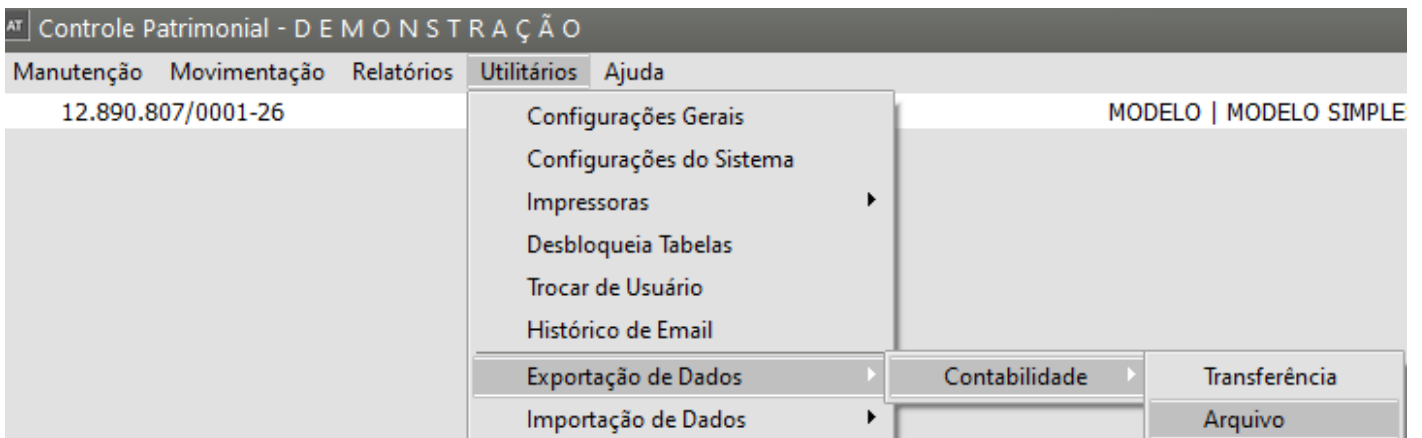 AT Controle Patrimonial - D E M O N S T R A Ç Ã O
Manutenção Movimentação Relatórios Utilitários Ajuda
12.890.807/0001-26 MODELO | MODELO SIMPLE
Configurações Gerais
Configurações do Sistema
Impressoras
Desbloqueia Tabelas
Trocar de Usuário
Histórico de Email
Exportação de Dados Contabilidade Transferência
Importação de Dados Arquivo